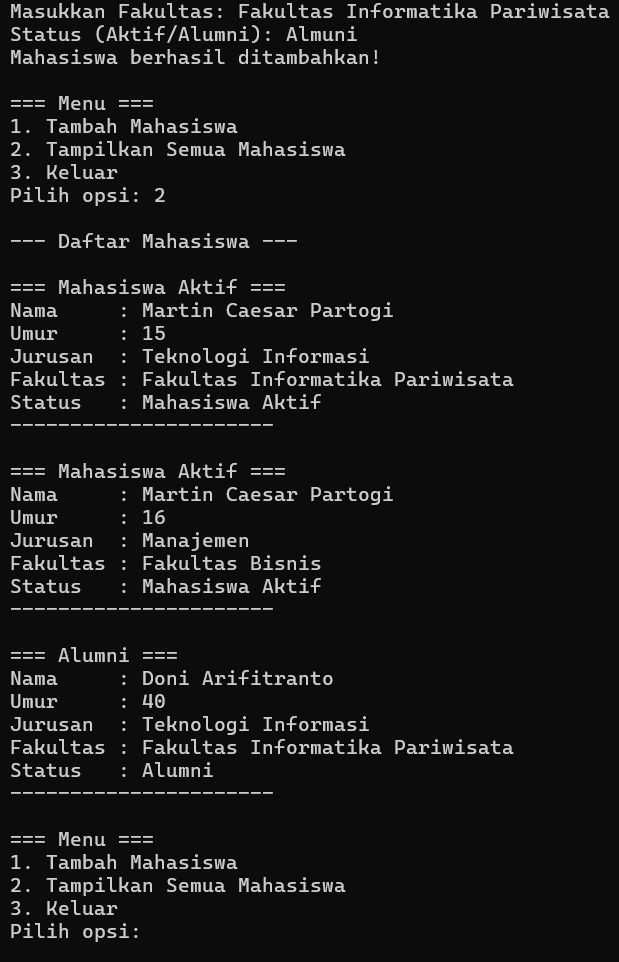 Masukkan Fakultas: Fakultas Informatika Pariwisata
Status (Aktif/Alumni): Almuni
Mahasiswa berhasil ditambahkan!

=== Menu ===
1. Tambah Mahasiswa
2. Tampilkan Semua Mahasiswa
3. Keluar
Pilih opsi: 2

--- Daftar Mahasiswa ---

=== Mahasiswa Aktif ===
Nama     : Martin Caesar Partogi
Umur     : 15
Jurusan  : Teknologi Informasi
Fakultas : Fakultas Informatika Pariwisata
Status   : Mahasiswa Aktif
----------------------

=== Mahasiswa Aktif ===
Nama     : Martin Caesar Partogi
Umur     : 16
Jurusan  : Manajemen
Fakultas : Fakultas Bisnis
Status   : Mahasiswa Aktif
----------------------

=== Alumni ===
Nama     : Doni Arifitranto
Umur     : 40
Jurusan  : Teknologi Informasi
Fakultas : Fakultas Informatika Pariwisata
Status   : Alumni
----------------------

=== Menu ===
1. Tambah Mahasiswa
2. Tampilkan Semua Mahasiswa
3. Keluar
Pilih opsi: